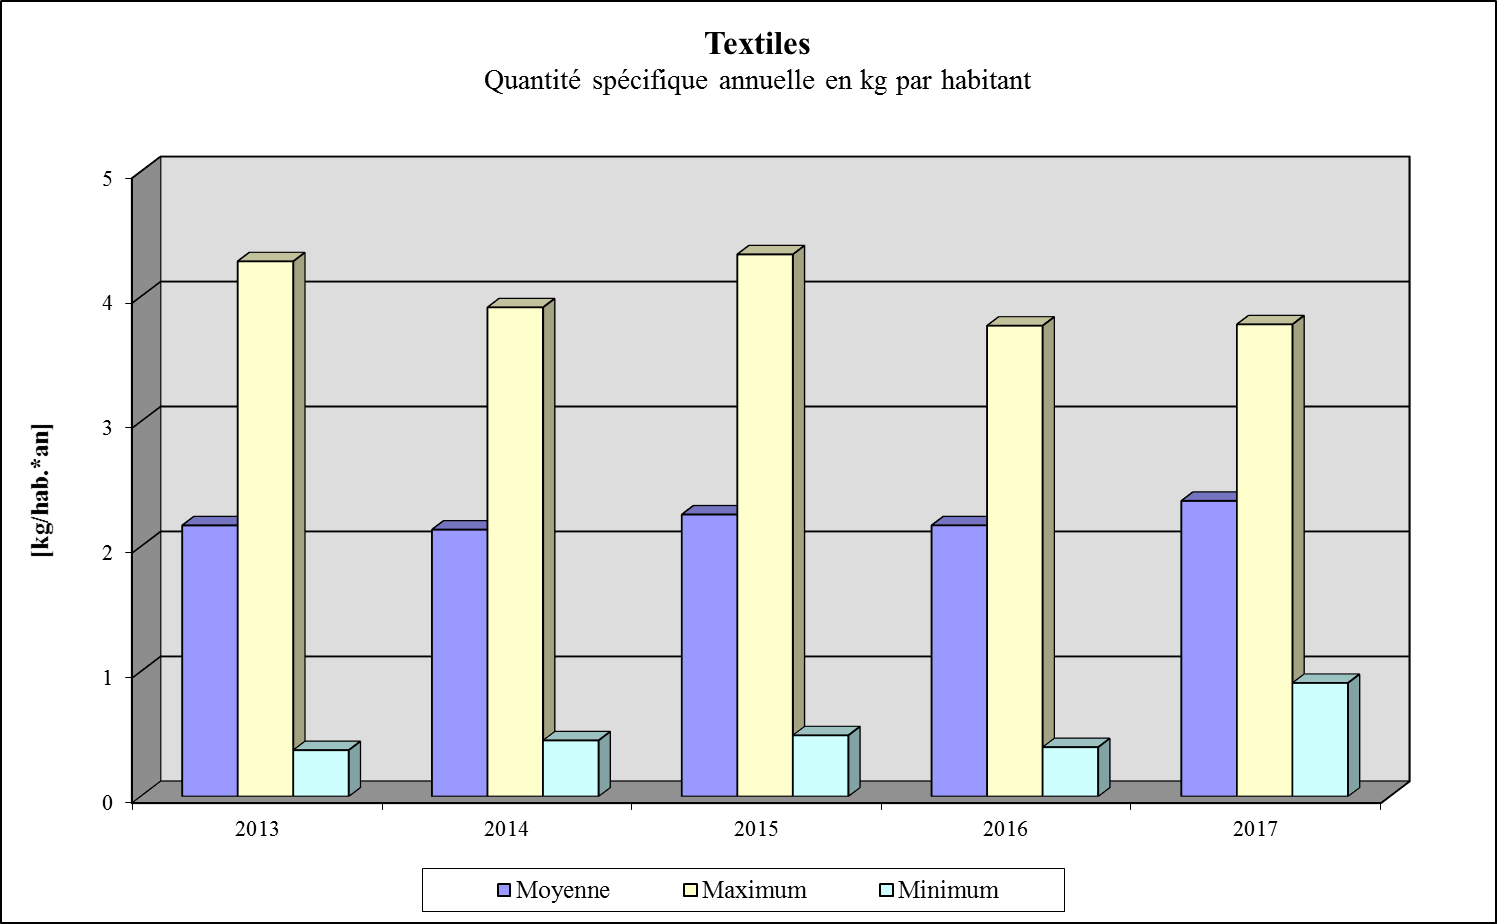 Textiles
Quantité spécifique annuelle en kg par habitant
[kg/hab.*an]
5
4
3
2
1
0
2013 2014 2015 2016 2017
Moyenne Maximum Minimum